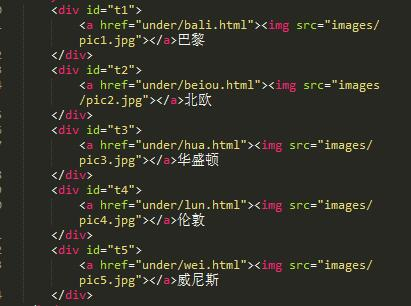 <div id="t1">
<a href="under/bali.html"><img src="images/
pic1.jpg"></a>巴黎
</div>
<div id="t2">
<a href="under/beiou.html"><img src="images
/pic2.jpg"></a>北欧
</div>
<div id="t3">
<a href="under/hua.html"><img src="images/
pic3.jpg"></a>华盛顿
</div>
<div id="t4">
<a href="under/lun.html"><img src="images/
pic4.jpg"></a>伦敦
</div>
<div id="t5">
<a href="under/wei.html"><img src="images/
pic5.jpg"></a>威尼斯
</div>